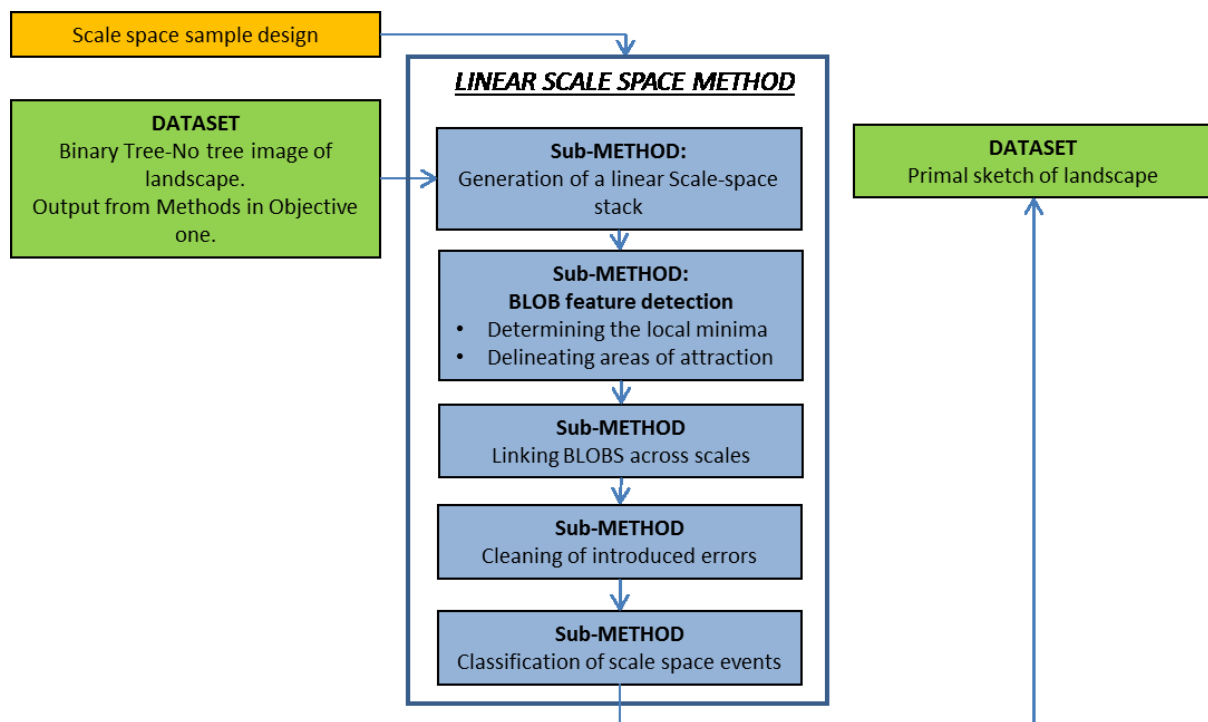 Scale space sample design
LINEAR SCALE SPACE METHOD
DATASET
Binary Tree-No tree image of
landscape.
Output from Methods in Objective
one.
Sub-METHOD:
Generation of a linear Scale-space
stack
Sub-METHOD:
BLOB feature detection
• Determining the local minima
• Delineating areas of attraction
Sub-METHOD
Linking BLOBS across scales
Sub-METHOD
Cleaning of introduced errors
Sub-METHOD
Classification of scale space events
DATASET
Primal sketch of landscape